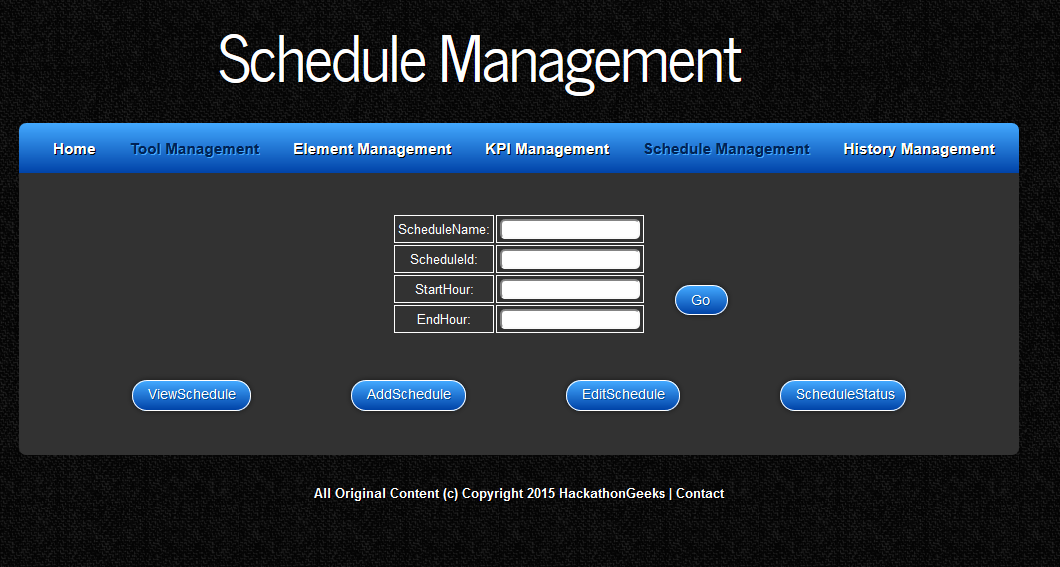 Schedule Management
Home Tool Management Element Management KPI Management Schedule Management History Management
ScheduleName:
ScheduleId:
StartHour:
Go
EndHour:
ViewSchedule AddSchedule EditSchedule ScheduleStatus
All Original Content (c) Copyright 2015 HackathonGeeks | Contact